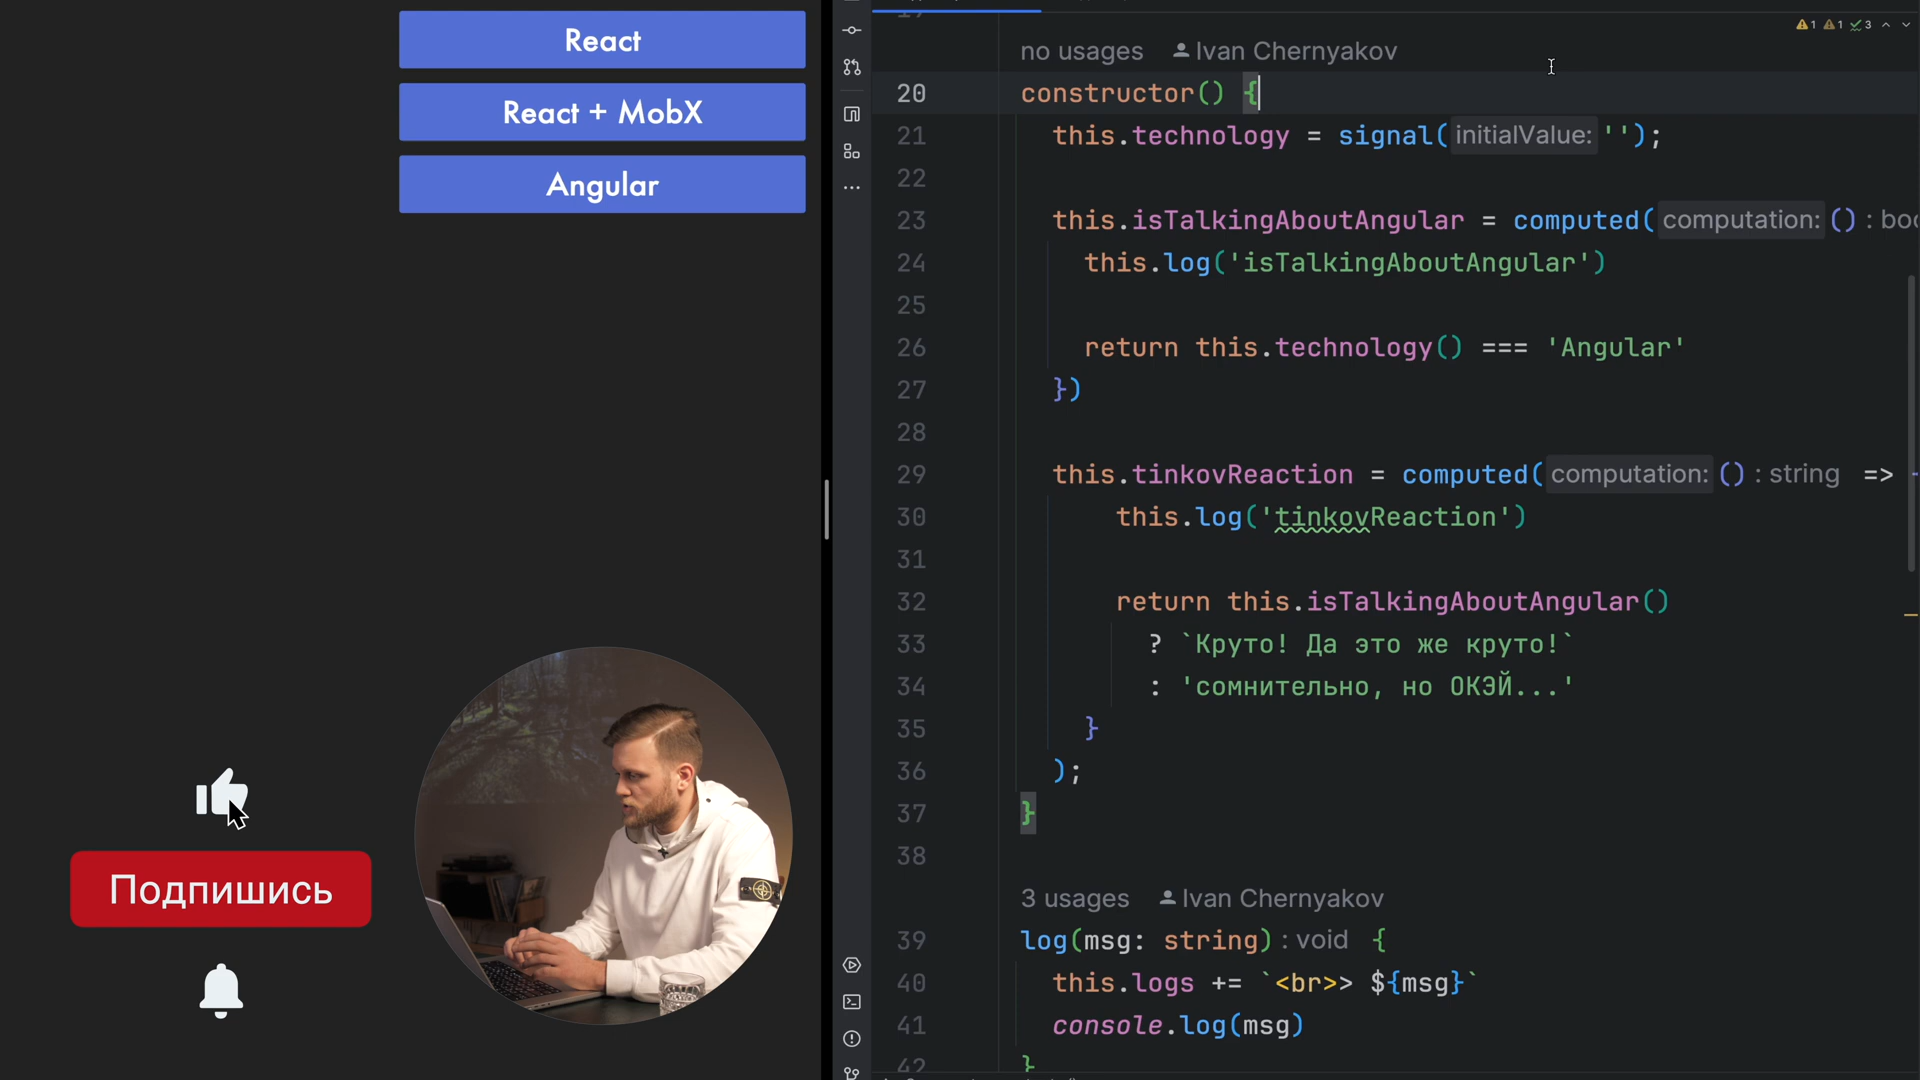 React
React + MobX
Angular
Подпишись
1 1 3
no usages Ivan Chernyakov
20 constructor() {
21 this.technology = signal( initialValue: '');
22
23 this.isTalkingAboutAngular = computed( computation: () : boo
24 this.log('isTalkingAboutAngular')
25
26 return this.technology() === 'Angular'
27 })
28
29 this.tinkovReaction = computed( computation: () : string =>
30 this.log('tinkovReaction')
31
32 return this.isTalkingAboutAngular()
33 ? `Круто! Да это же круто!`
34 : 'сомнительно, но ОКЭЙ...'
35 }
36 );
37 }
38
3 usages Ivan Chernyakov
39 log(msg: string) : void {
40 this.logs += `<br>> ${msg}`
41 console.log(msg)
42 }